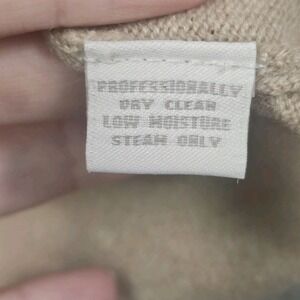 PROFESSIONALLY
DRY CLEAN
LOW MOISTURE
STEAM ONLY